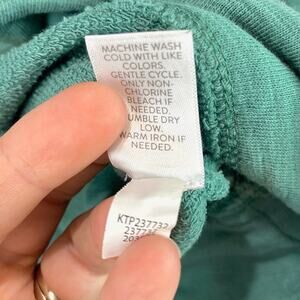 MACHINE WASH
COLD WITH LIKE
COLORS.
GENTLE CYCLE.
ONLY NON-
CHLORINE
BLEACH IF
NEEDED.
UMBLE DRY
LOW.
WARM IRON IF
NEEDED.
KTP237732